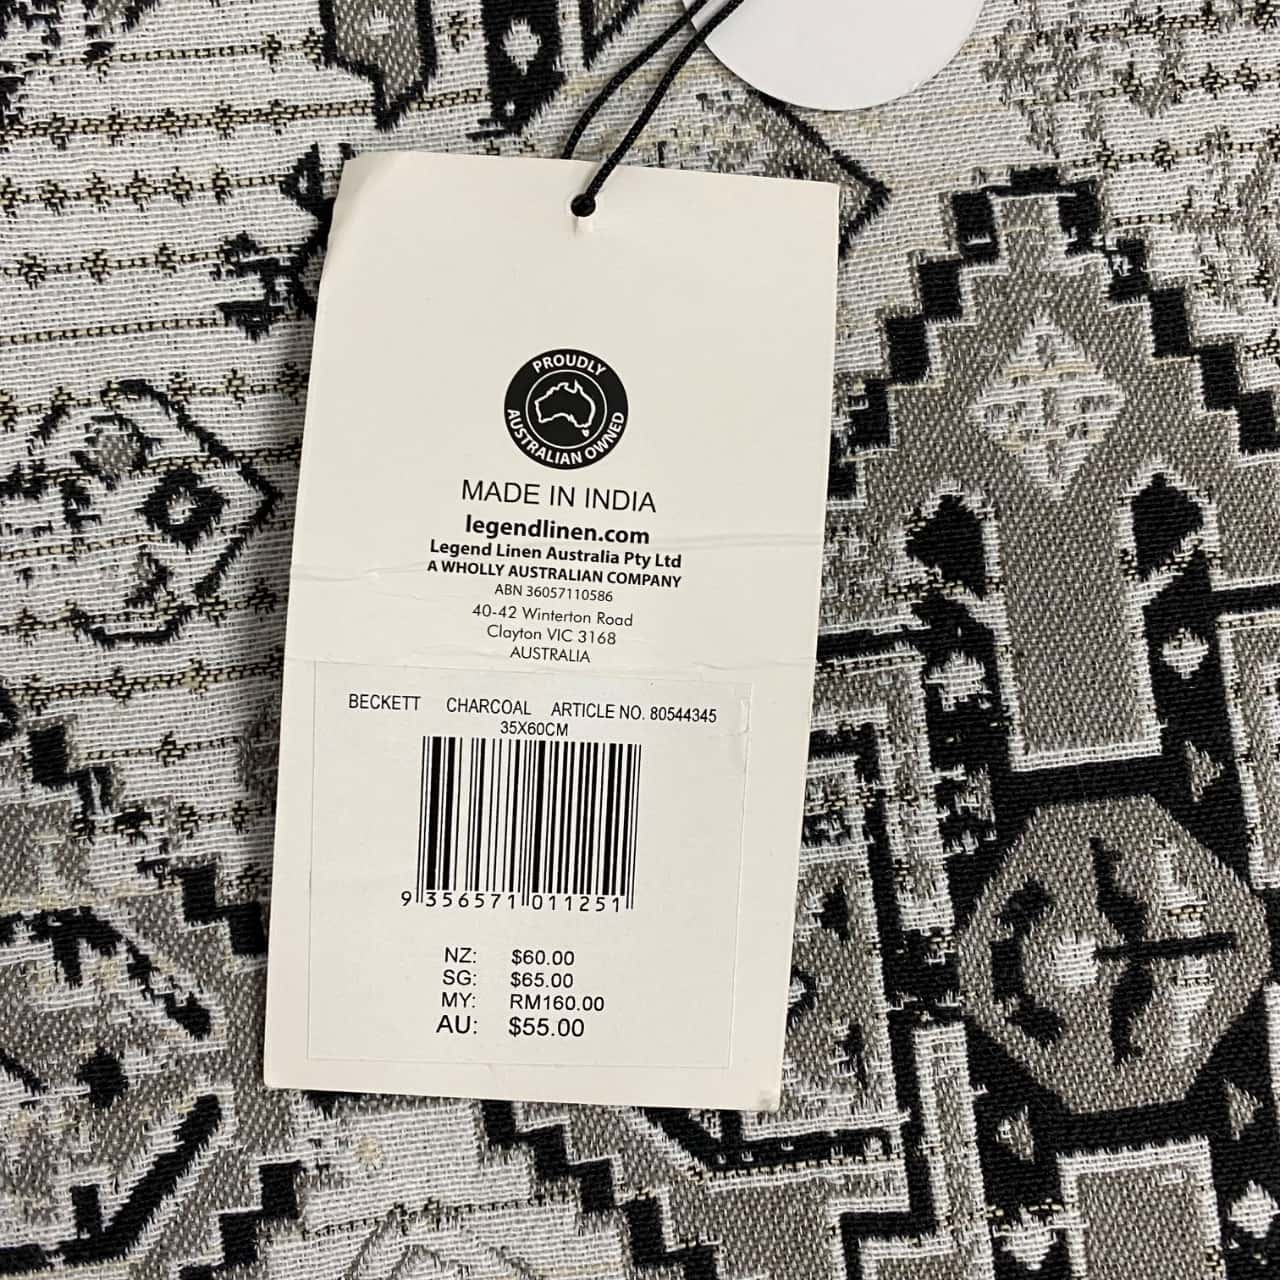 PROUDLY
AUSTRALIAN OWNED
MADE IN INDIA
legendlinen.com
Legend Linen Australia Pty Ltd
A WHOLLY AUSTRALIAN COMPANY
ABN 36057110586
40-42 Winterton Road
Clayton VIC 3168
AUSTRALIA
BECKETT CHARCOAL ARTICLE NO. 80544345
35X60CM
9 356571 011251
NZ: $60.00
SG: $65.00
MY: RM160.00
AU: $55.00